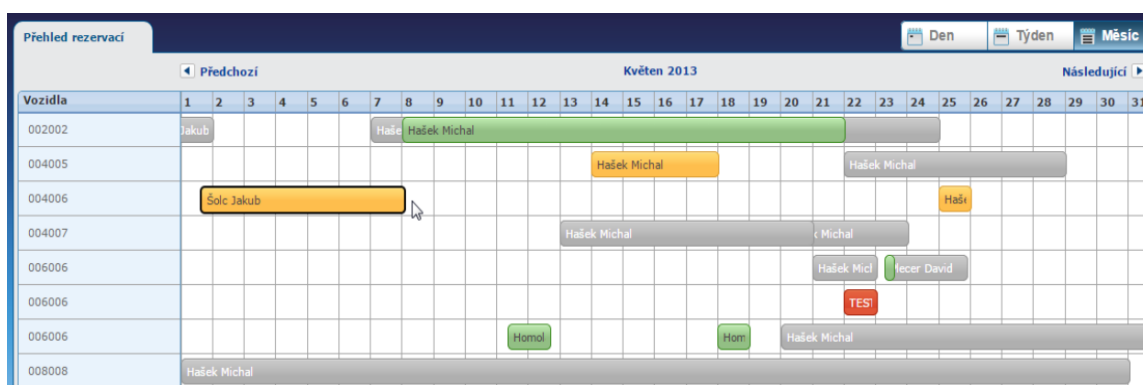 Přehled rezervací
Den Týden Měsíc
Předchozí Květen 2013 Následující
Vozidla 1 2 3 4 5 6 7 8 9 10 11 12 13 14 15 16 17 18 19 20 21 22 23 24 25 26 27 28 29 30 31
002002 Jakub Haše Hašek Michal
004005 Hašek Michal Hašek Michal
004006 Šolc Jakub Haše
004007 Hašek Michal Michal
006006 Hašek Micl lecer David
006006 TEST
006006 Homol Hom Hašek Michal
008008 Hašek Michal